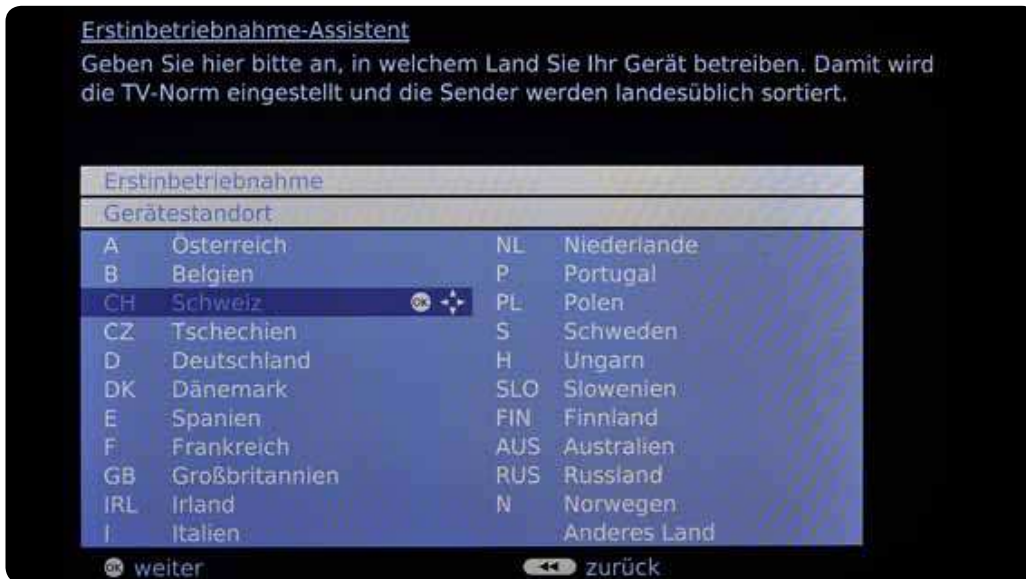 Erstinbetriebnahme-Assistent
Geben Sie hier bitte an, in welchem Land Sie Ihr Gerät betreiben. Damit wird
die TV-Norm eingestellt und die Sender werden landesüblich sortiert.
Erstinbetriebnahme
Gerätestandort
A Österreich
B Belgien
CH Schweiz OK
CZ Tschechien
D Deutschland
DK Dänemark
E Spanien
F Frankreich
GB Großbritannien
IRL Irland
I Italien
NL Niederlande
P Portugal
PL Polen
S Schweden
H Ungarn
SLO Slowenien
FIN Finnland
AUS Australien
RUS Russland
N Norwegen
Anderes Land
OK weiter
zurück